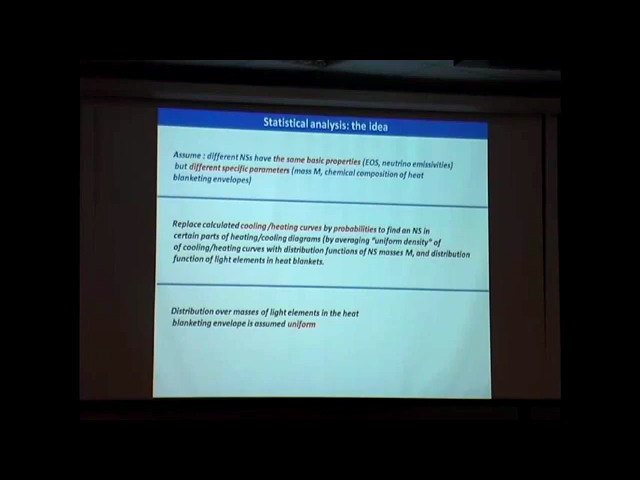 Statistical analysis: the idea
Assume : different NSs have the same basic properties (EOS, neutrino emissivities)
but different specific parameters (mass M, chemical composition of heat
blanketing envelopes)
Replace calculated cooling /heating curves by probabilities to find an NS in
certain parts of heating/cooling diagrams (by averaging "uniform density" of
of cooling/heating curves with distribution functions of NS masses M, and distribution
function of light elements in heat blankets.
Distribution over masses of light elements in the heat
blanketing envelope is assumed uniform